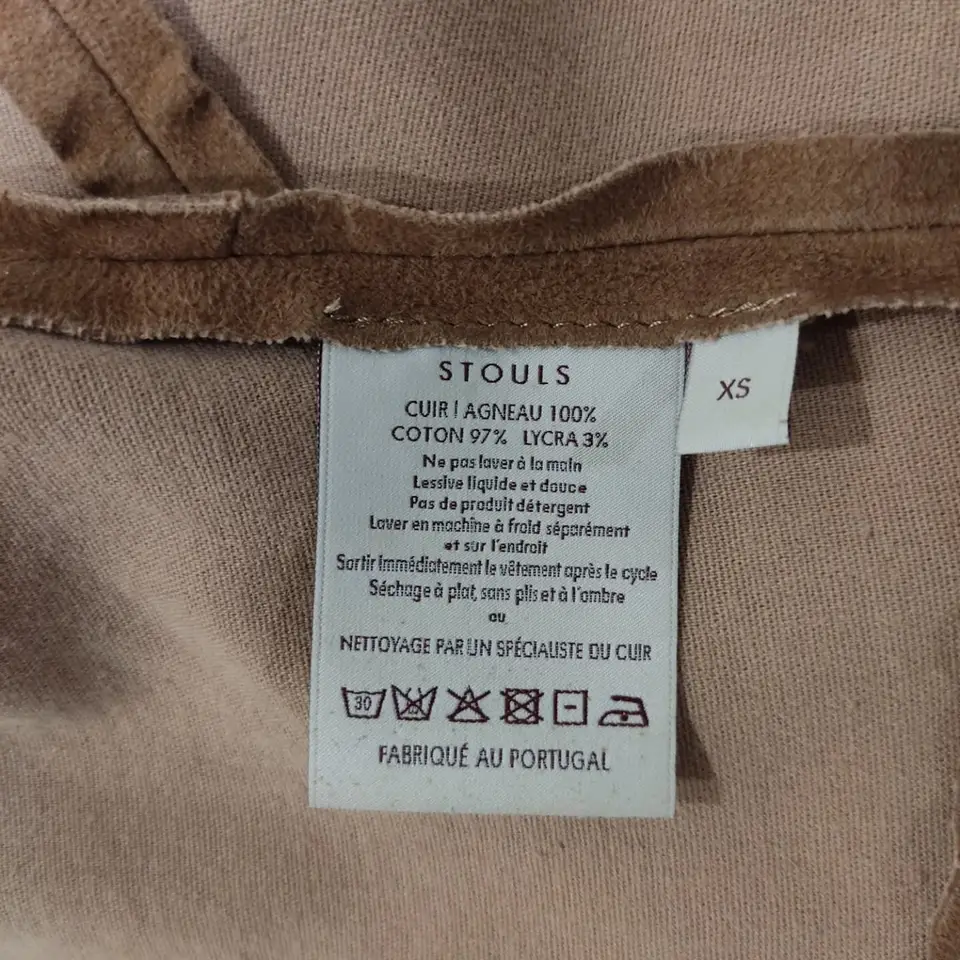 STOULS
XS
CUIR | AGNEAU 100%
COTON 97% LYCRA 3%
Ne pas laver à la main
Lessive liquide et douce
Pas de produit détergent
Laver en machine à froid séparément
et sur l'endroit
Sortir immédiatement le vêtement après le cycle
Séchage à plat, sans plis et à l'ombre
ou
NETTOYAGE PAR UN SPÉCIALISTE DU CUIR
30
FABRIQUÉ AU PORTUGAL